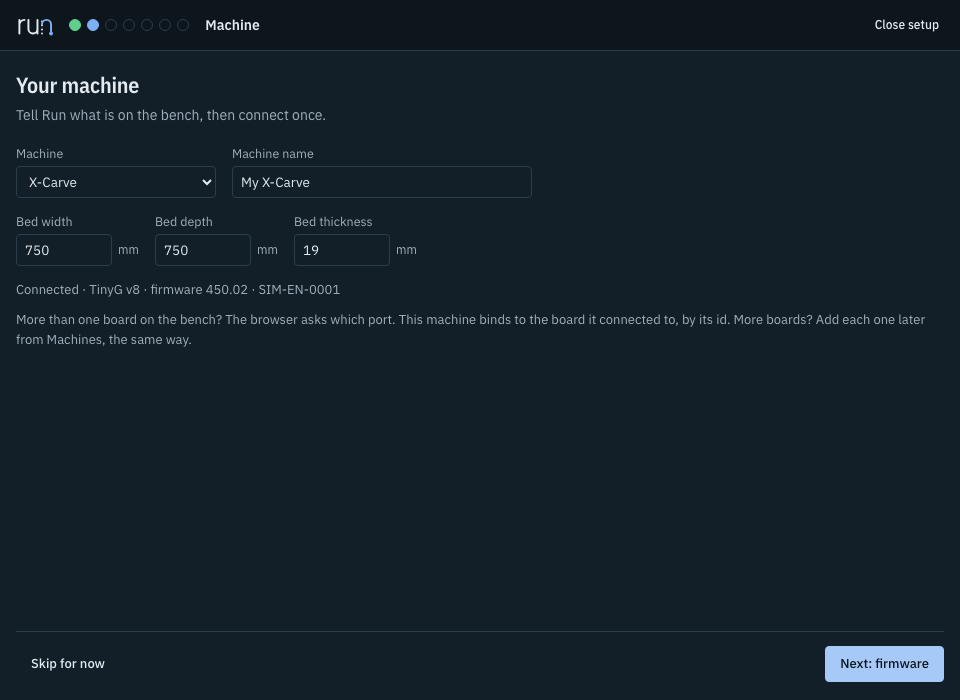 run Machine Close setup
Your machine
Tell Run what is on the bench, then connect once.
Machine Machine name
X-Carve My X-Carve
Bed width Bed depth Bed thickness
750 mm 750 mm 19 mm
Connected · TinyG v8 · firmware 450.02 · SIM-EN-0001
More than one board on the bench? The browser asks which port. This machine binds to the board it connected to, by its id. More boards? Add each one later
from Machines, the same way.
Skip for now Next: firmware